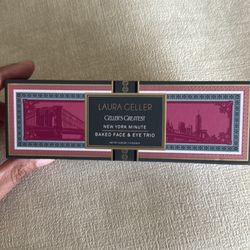 LAURA GELLER
GELLER'S GREATEST
NEW YORK MINUTE
BAKED FACE & EYE TRIO